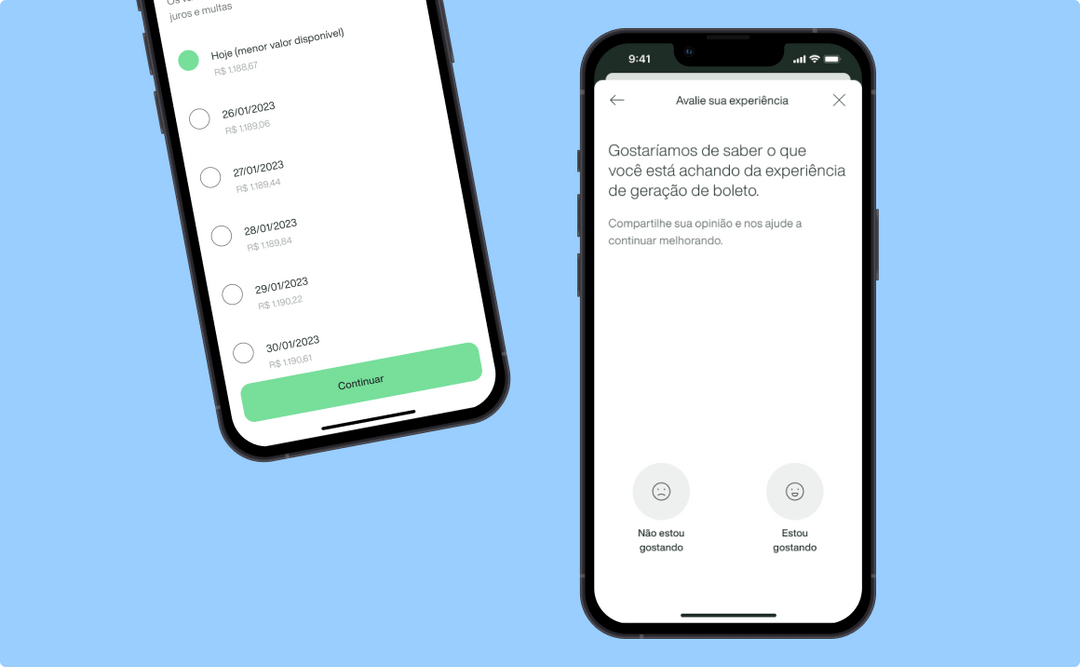 juros e multas
Hoje (menor valor disponivel)
R$ 1.188,67
26/01/2023
R$ 1.189,06
27/01/2023
R$ 1.189,44
28/01/2023
R$ 1.189,84
29/01/2023
R$ 1.190,22
30/01/2023
R$ 1.190,61
Continuar
9:41
Avalie sua experiência
Gostaríamos de saber o que
você está achando da experiência
de geração de boleto.
Compartilhe sua opinião e nos ajude a
continuar melhorando.
Não estou
gostando
Estou
gostando